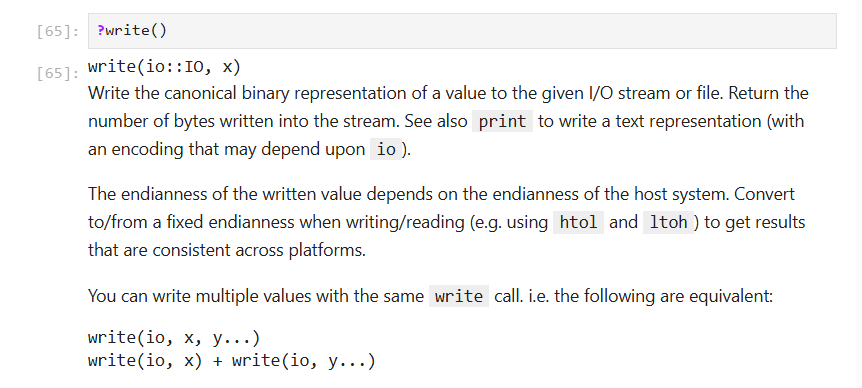 [65]: ?write()
[65]: write(io::IO, x)
Write the canonical binary representation of a value to the given I/O stream or file. Return the
number of bytes written into the stream. See also print to write a text representation (with
an encoding that may depend upon io ).
The endianness of the written value depends on the endianness of the host system. Convert
to/from a fixed endianness when writing/reading (e.g. using htol and ltoh ) to get results
that are consistent across platforms.
You can write multiple values with the same write call. i.e. the following are equivalent:
write(io, x, y...)
write(io, x) + write(io, y...)